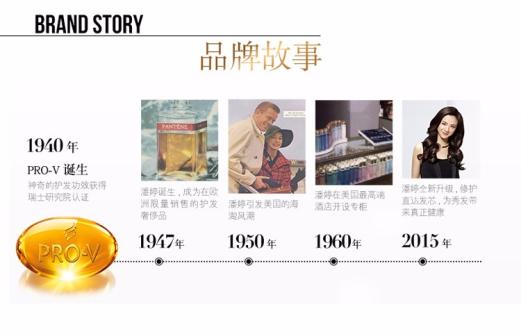 BRAND STORY
品牌故事
1940 年
PRO-V 诞生
神奇的护发功效获得
瑞士研究院认证
PRO-V
PANTÈNE
潘婷诞生，成为在欧
洲限量销售的护发
奢侈品
1947 年
潘婷引发美国的海
淘风潮
1950 年
潘婷在美国最高端
酒店开设专柜
1960 年
潘婷全新升级，修护
直达发芯，为秀发带
来真正健康
2015 年